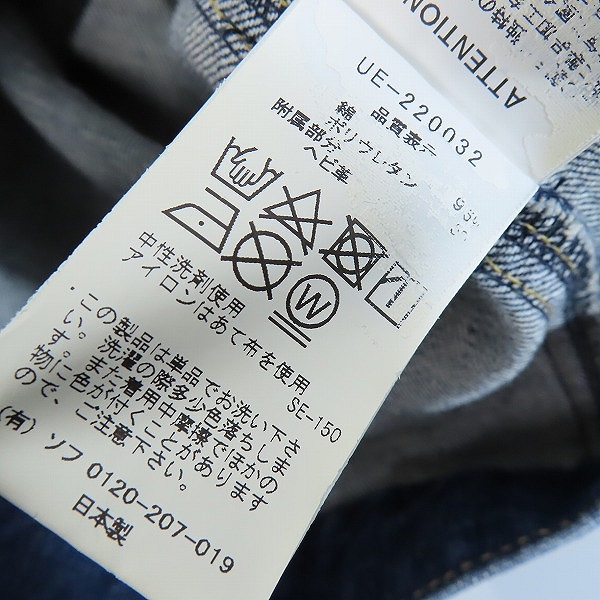 ATTENTION
UE-220032
品質表示
綿
ポリウレタン
附属部分
ヘビ革
W
中性洗剤使用
アイロンはあて布を使用
SE-150
・この製品は単品でお洗い下さ
い。洗濯の際多少色落ちしま
す。また着用中摩擦でほかの
物に色が付くことがあります
ので、ご注意下さい。
(有) ソフ 0120-207-019
日本製